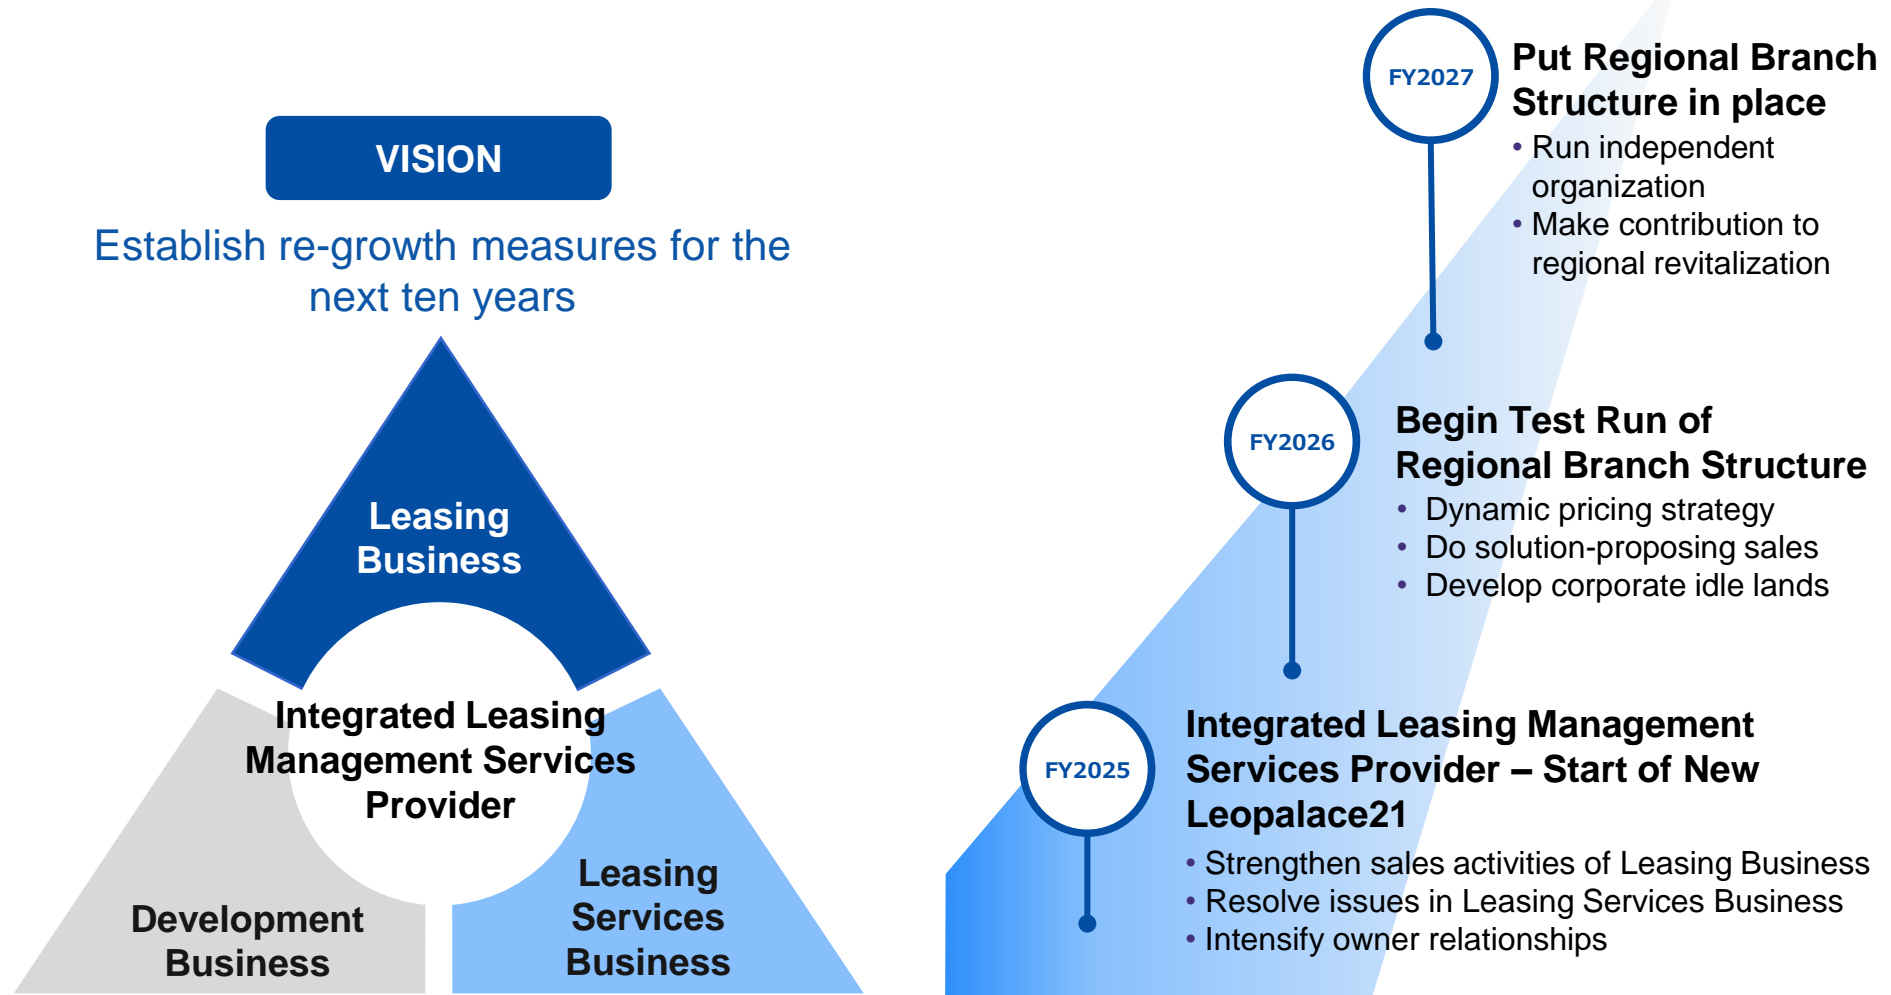 VISION
Establish re-growth measures for the
next ten years
Leasing
Business
Integrated Leasing
Management Services
Provider
Development
Business
Leasing
Services
Business
FY2027
Put Regional Branch
Structure in place
• Run independent
organization
• Make contribution to
regional revitalization
FY2026
Begin Test Run of
Regional Branch Structure
• Dynamic pricing strategy
• Do solution-proposing sales
• Develop corporate idle lands
FY2025
Integrated Leasing Management
Services Provider – Start of New
Leopalace21
• Strengthen sales activities of Leasing Business
• Resolve issues in Leasing Services Business
• Intensify owner relationships